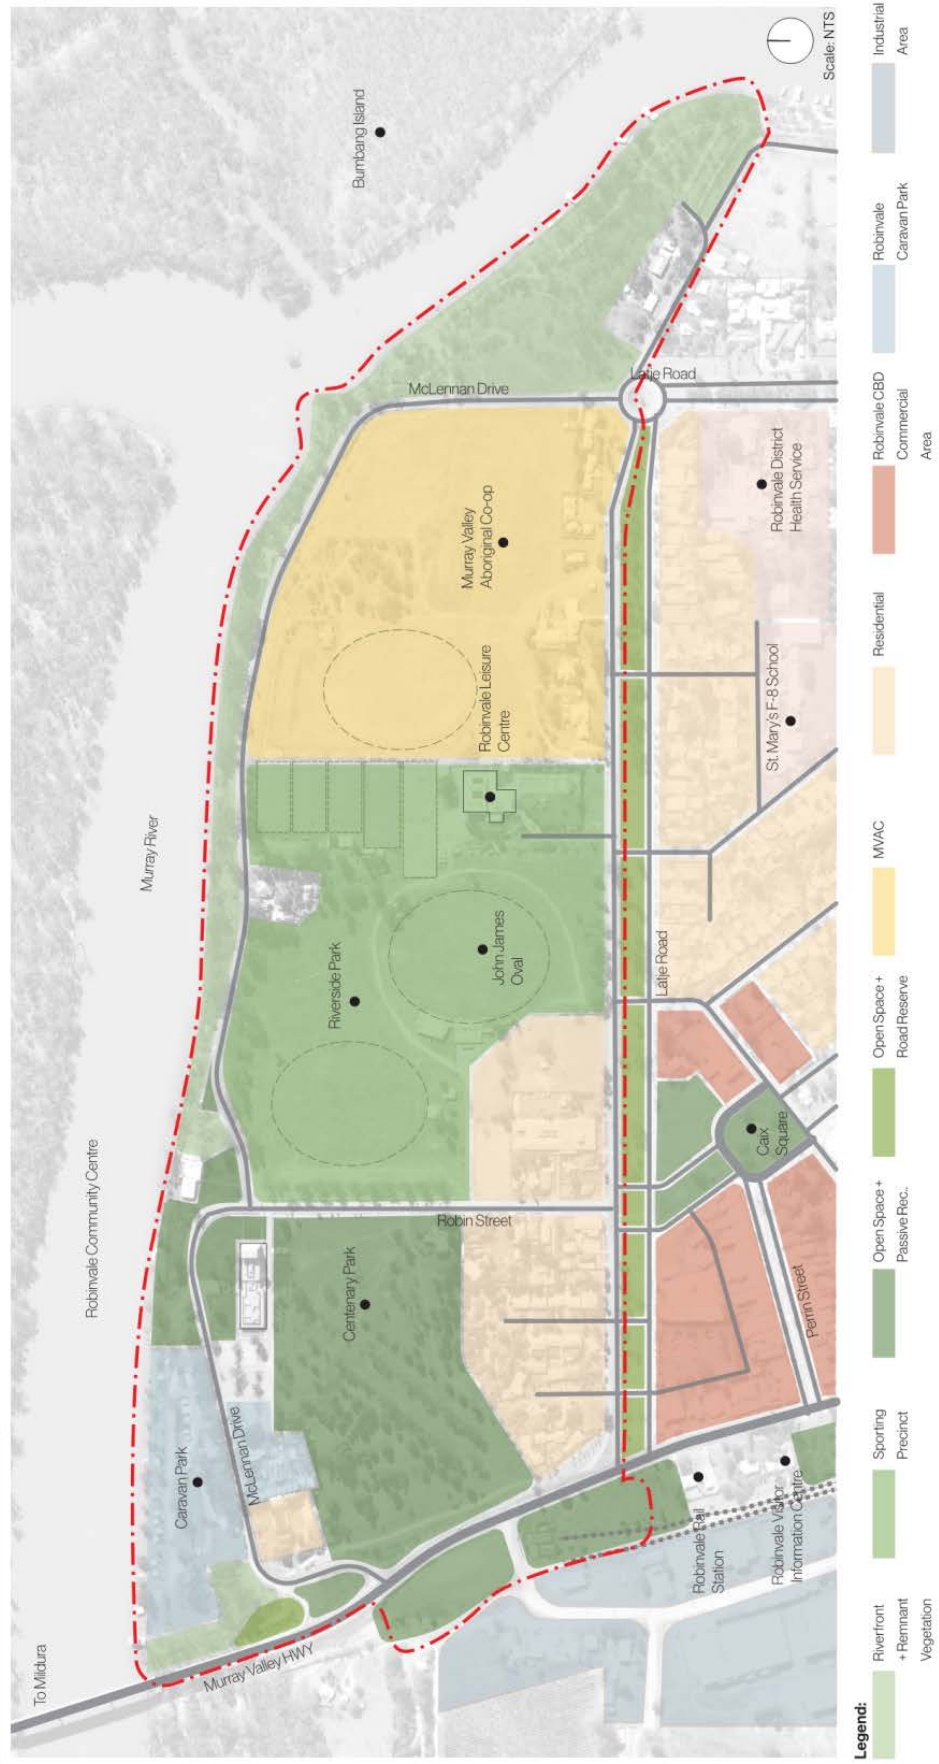 To Mildura
Robinvale Community Centre
Murray River
Bumbang Island
Scale: NTS
Caravan Park
McLennan Drive
Murray Valley HWY
Centenary Park
Robin Street
Riverside Park
John James
Oval
Robinvale Leisure
Centre
Murray Valley
Aboriginal Co-op
McLennan Drive
Latje Road
Latje Road
Robinvale Rail
Station
Robinvale Visitor
Information Centre
Perrin Street
Caix
Square
St. Mary's F-8 School
Robinvale District
Health Service
Legend:
Riverfront
+ Remnant
Vegetation
Sporting
Precinct
Open Space +
Passive Rec..
Open Space +
Road Reserve
MVAC
Residential
Robinvale CBD
Commercial
Area
Robinvale
Caravan Park
Industrial
Area